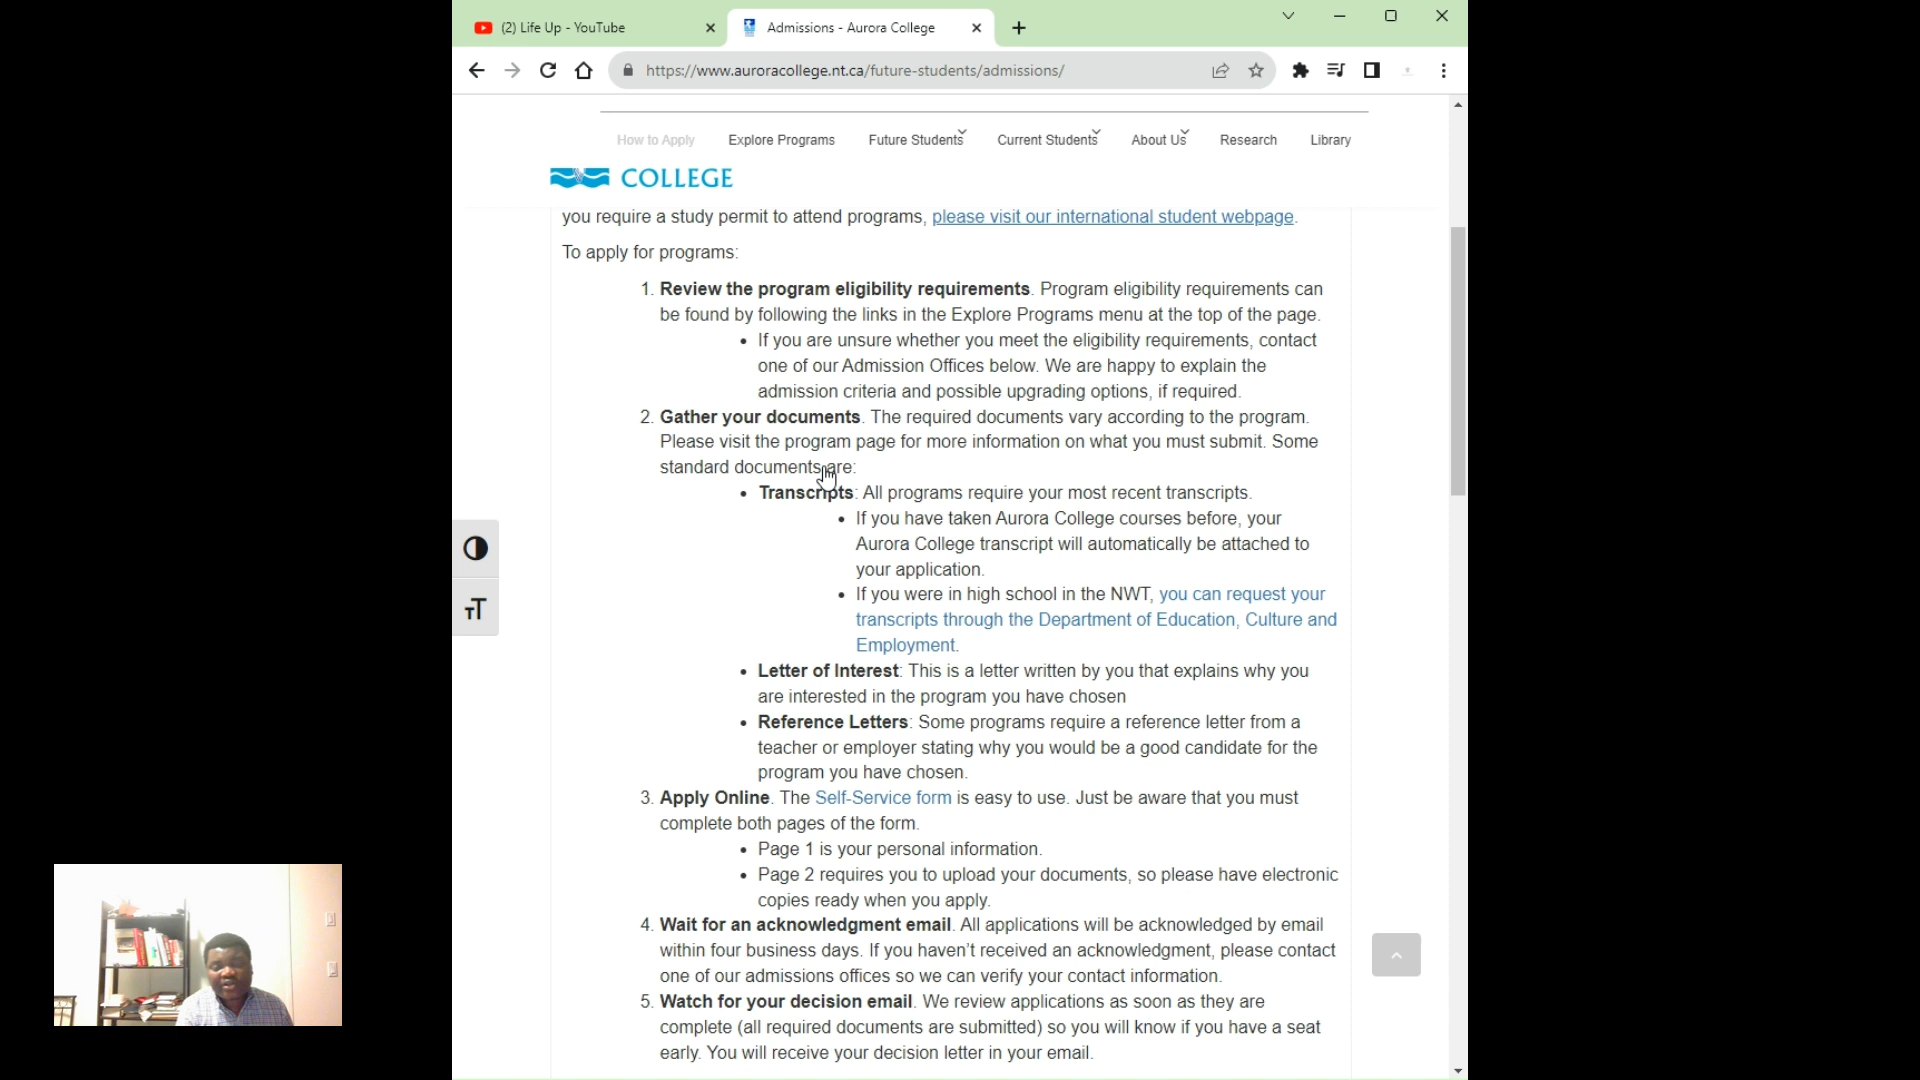 (2) Life Up - YouTube
Admissions - Aurora College
https://www.auroracollege.nt.ca/future-students/admissions/
How to Apply Explore Programs Future Students Current Students About Us Research Library
COLLEGE
you require a study permit to attend programs, please visit our international student webpage.
To apply for programs:
1. Review the program eligibility requirements. Program eligibility requirements can
be found by following the links in the Explore Programs menu at the top of the page.
• If you are unsure whether you meet the eligibility requirements, contact
one of our Admission Offices below. We are happy to explain the
admission criteria and possible upgrading options, if required.
2. Gather your documents. The required documents vary according to the program.
Please visit the program page for more information on what you must submit. Some
standard documents are:
• Transcripts: All programs require your most recent transcripts.
• If you have taken Aurora College courses before, your
Aurora College transcript will automatically be attached to
your application.
• If you were in high school in the NWT, you can request your
transcripts through the Department of Education, Culture and
Employment.
• Letter of Interest: This is a letter written by you that explains why you
are interested in the program you have chosen
• Reference Letters: Some programs require a reference letter from a
teacher or employer stating why you would be a good candidate for the
program you have chosen.
3. Apply Online. The Self-Service form is easy to use. Just be aware that you must
complete both pages of the form.
• Page 1 is your personal information.
• Page 2 requires you to upload your documents, so please have electronic
copies ready when you apply.
4. Wait for an acknowledgment email. All applications will be acknowledged by email
within four business days. If you haven't received an acknowledgment, please contact
one of our admissions offices so we can verify your contact information.
5. Watch for your decision email. We review applications as soon as they are
complete (all required documents are submitted) so you will know if you have a seat
early. You will receive your decision letter in your email.